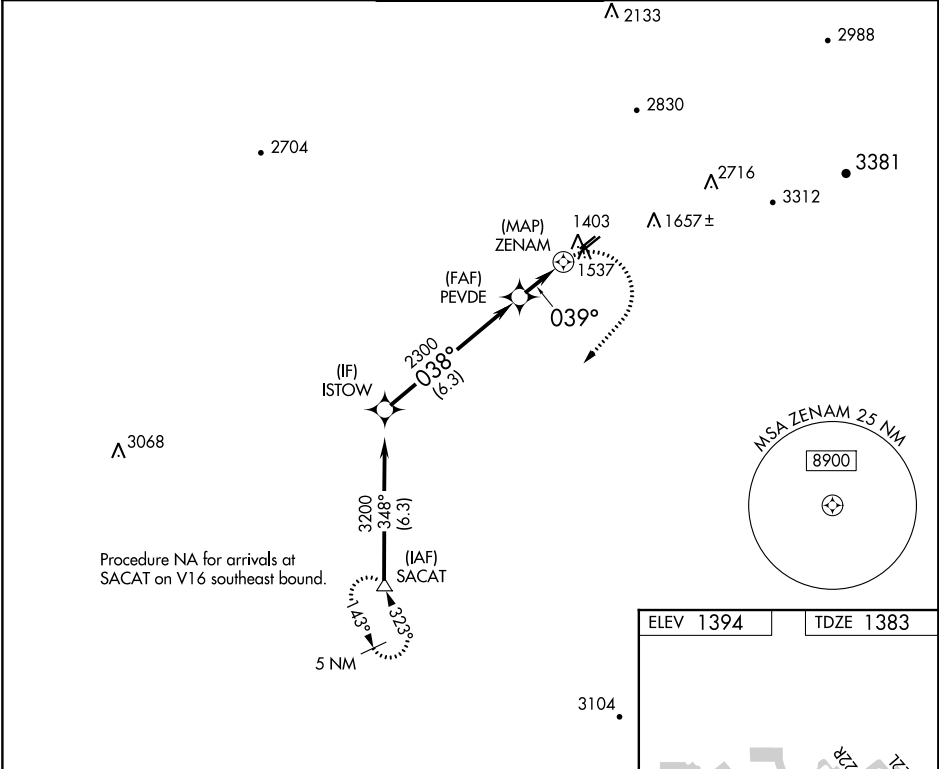 2133
2988
2830
2704
3381
2716
3312
1657±
1403
(MAP)
ZENAM
1537
(FAF)
PEVDE
039°
2300
038°
(6.3)
(IF)
ISTOW
MSA ZENAM 25 NM
8900
3068
3200
348°
(6.3)
(IAF)
SACAT
Procedure NA for arrivals at
SACAT on V16 southeast bound.
143°
323°
5 NM
ELEV 1394
TDZE 1383
3104
22R